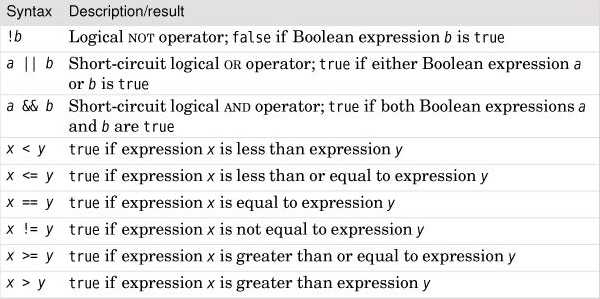 Syntax Description/result
!b Logical NOT operator; false if Boolean expression b is true
a || b Short-circuit logical OR operator; true if either Boolean expression a
or b is true
a && b Short-circuit logical AND operator; true if both Boolean expressions a
and b are true
x < y true if expression x is less than expression y
x <= y true if expression x is less than or equal to expression y
x == y true if expression x is equal to expression y
x != y true if expression x is not equal to expression y
x >= y true if expression x is greater than or equal to expression y
x > y true if expression x is greater than expression y